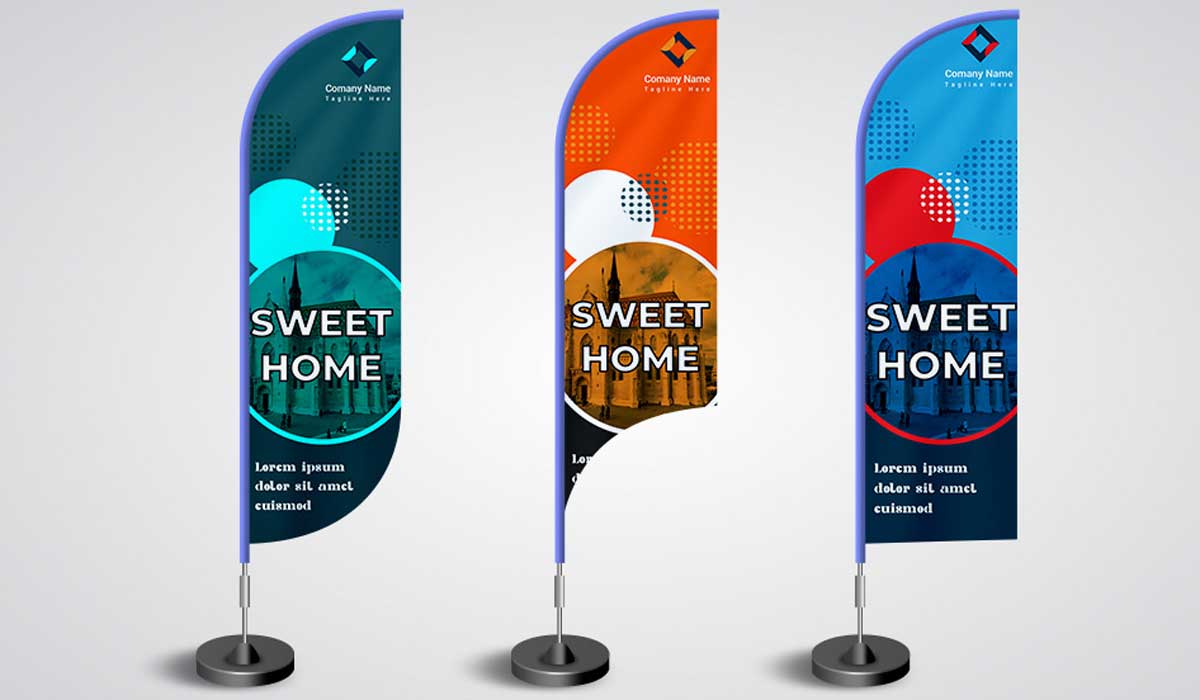 Comany Name
Tagline Here
SWEET
HOME
Lorem ipsum
dolor sit amet
euismod
Comany Name
Tagline Here
SWEET
HOME
Lo
d
Comany Name
Tagline Here
SWEET
HOME
Lorem ipsum
dolor sit amet
euismod